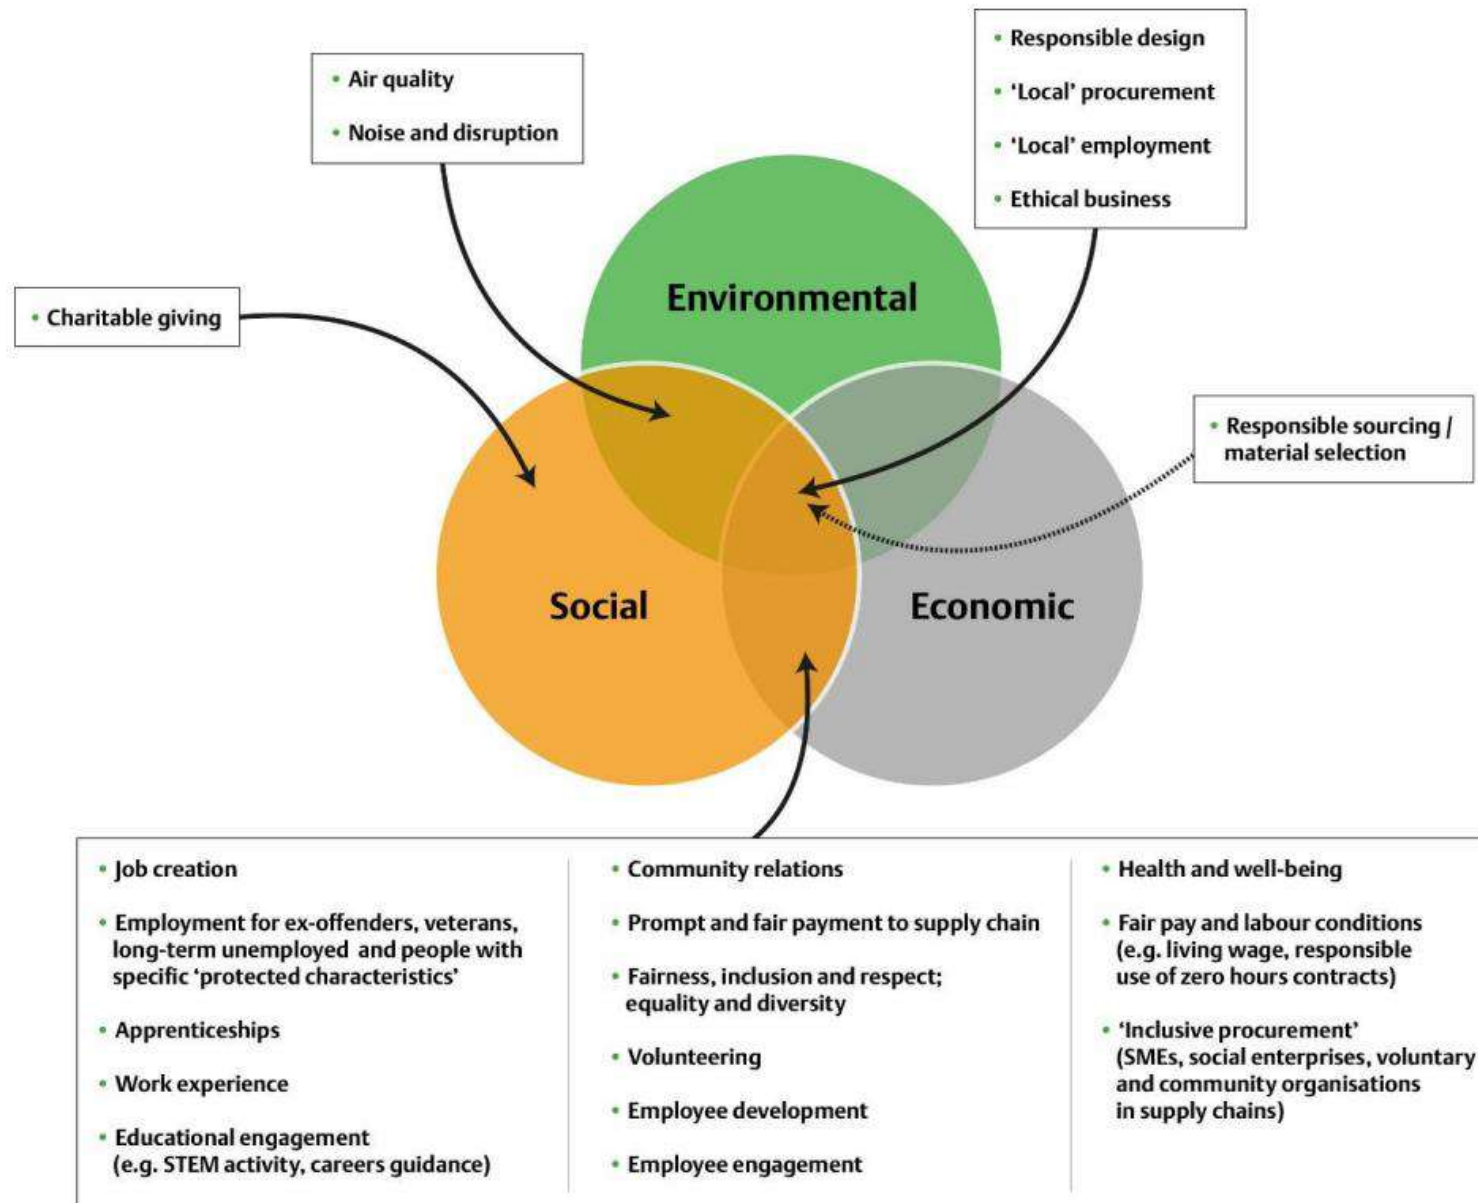 • Air quality
• Noise and disruption
• Responsible design
• ‘Local’ procurement
• ‘Local’ employment
• Ethical business
• Charitable giving
Environmental
• Responsible sourcing /
material selection
Social
Economic
• Job creation
• Employment for ex-offenders, veterans,
long-term unemployed and people with
specific ‘protected characteristics’
• Apprenticeships
• Work experience
• Educational engagement
(e.g. STEM activity, careers guidance)
• Community relations
• Prompt and fair payment to supply chain
• Fairness, inclusion and respect;
equality and diversity
• Volunteering
• Employee development
• Employee engagement
• Health and well-being
• Fair pay and labour conditions
(e.g. living wage, responsible
use of zero hours contracts)
• ‘Inclusive procurement’
(SMEs, social enterprises, voluntary
and community organisations
in supply chains)